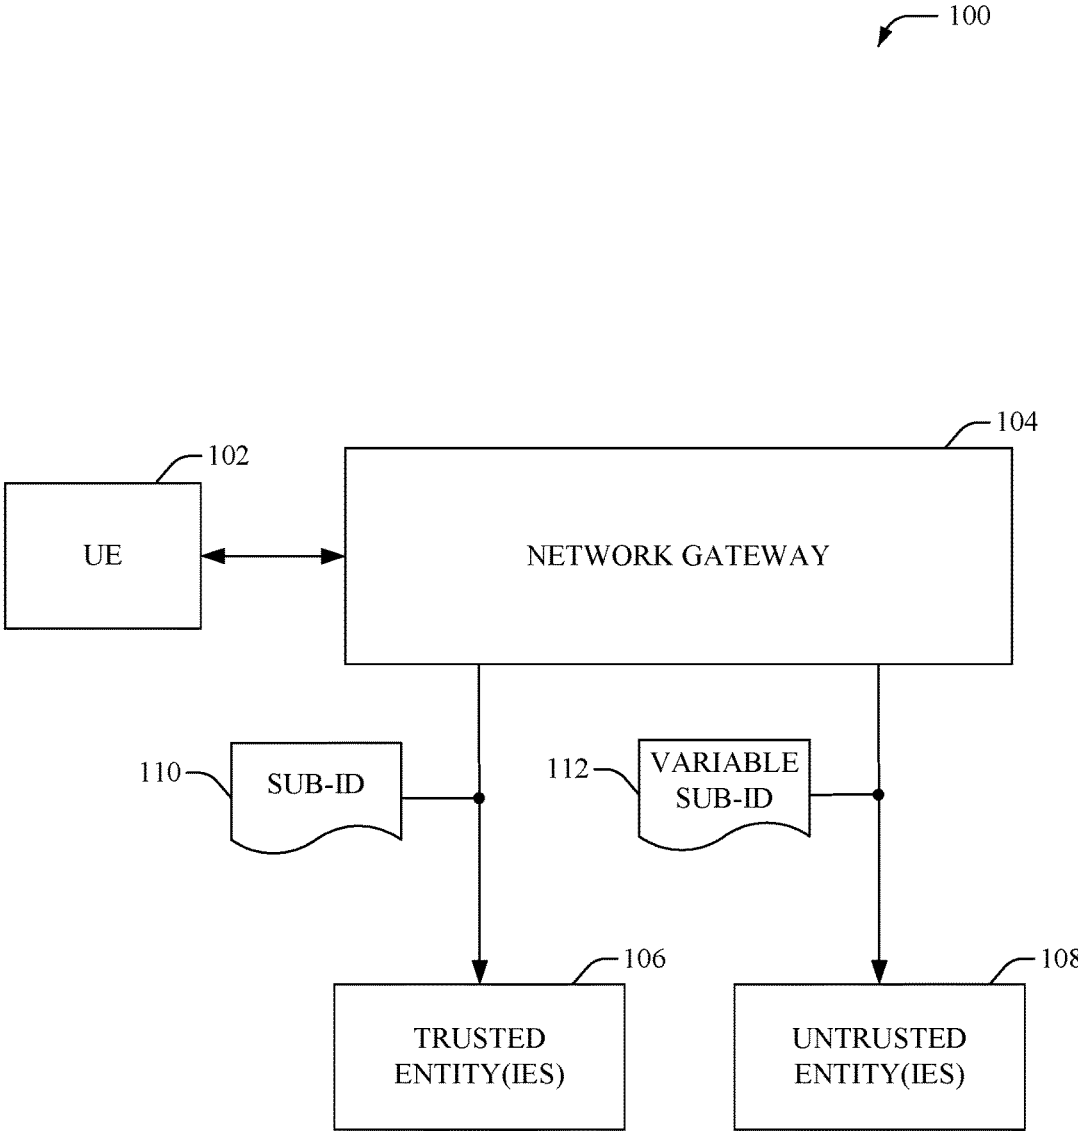 100
104
102
UE
NETWORK GATEWAY
110
SUB-ID
112
VARIABLE
SUB-ID
106
108
TRUSTED
ENTITY(IES)
UNTRUSTED
ENTITY(IES)